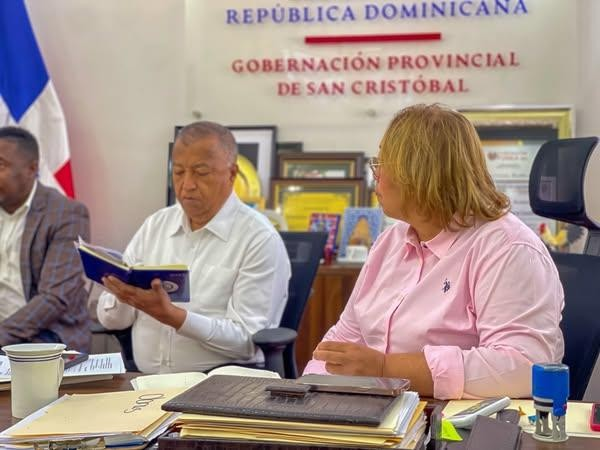 REPÚBLICA DOMINICANA
GOBERNACIÓN PROVINCIAL
DE SAN CRISTÓBAL